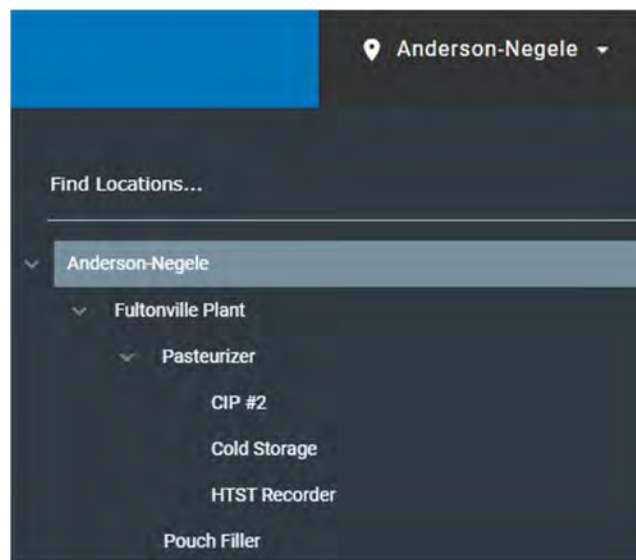 Anderson-Negele
Find Locations...
Anderson-Negele
Fultonville Plant
Pasteurizer
CIP #2
Cold Storage
HTST Recorder
Pouch Filler